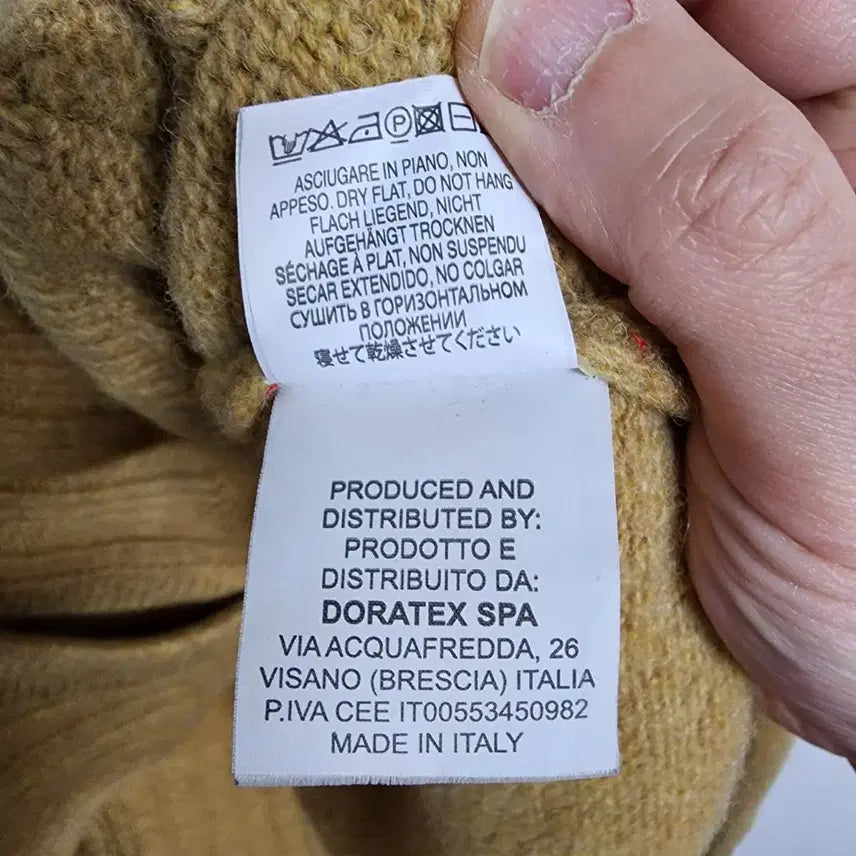 P
ASCIUGARE IN PIANO, NON
APPESO. DRY FLAT, DO NOT HANG
FLACH LIEGEND, NICHT
AUFGEHÄNGT TROCKNEN
SÉCHAGE À PLAT, NON SUSPENDU
SECAR EXTENDIDO, NO COLGAR
СУШИТЬ В ГОРИЗОНТАЛЬНОМ
ПОЛОЖЕНИИ
寝せて乾燥させてください
PRODUCED AND
DISTRIBUTED BY:
PRODOTTO E
DISTRIBUITO DA:
DORATEX SPA
VIA ACQUAFREDDA, 26
VISANO (BRESCIA) ITALIA
P.IVA CEE IT00553450982
MADE IN ITALY